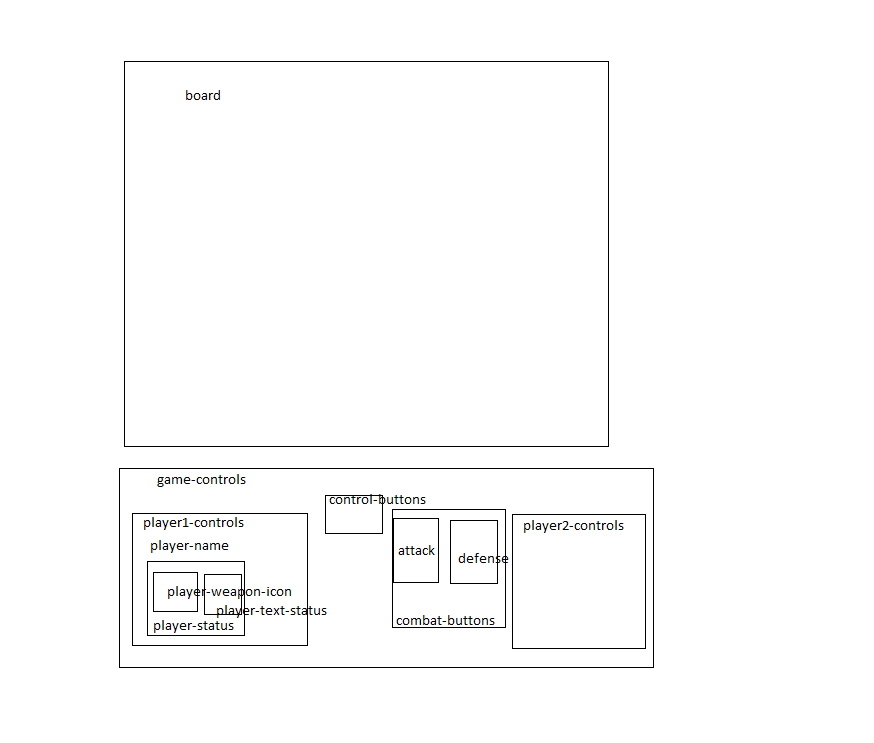 board
game-controls
control-buttons
player1-controls
player2-controls
player-name
attack
defense
player-weapon-icon
player-text-status
player-status
combat-buttons